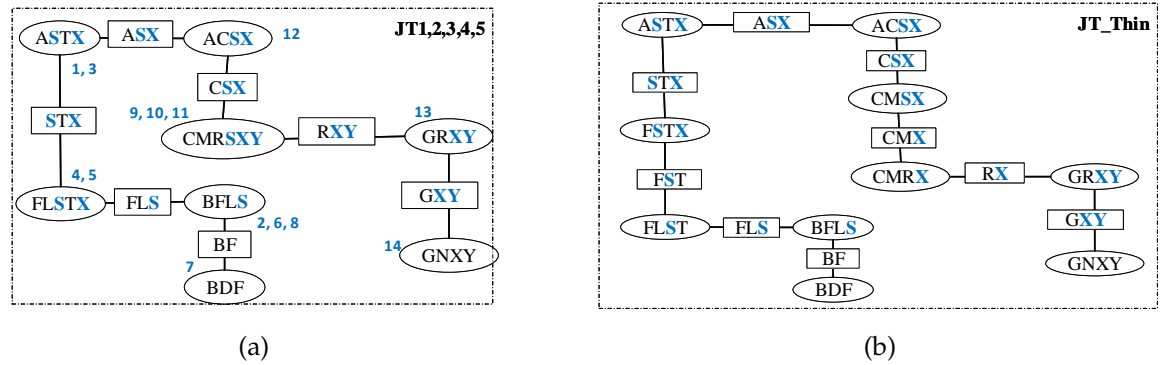 JT1,2,3,4,5
ASTX ASX ACSX 12
1, 3
CSX
STX
9, 10, 11
13
CMRSXY RXY GRXY
4, 5
GXY
FLSTX FLS BFLS
2, 6, 8
BF
14
GNXY
7
BDF
(a)
JT_Thin
ASTX ASX ACSX
CSX
STX
CMSX
FSTX
CMX
FST
CMRX RX GRXY
GXY
FLST FLS BFLS
BF
GNXY
BDF
(b)